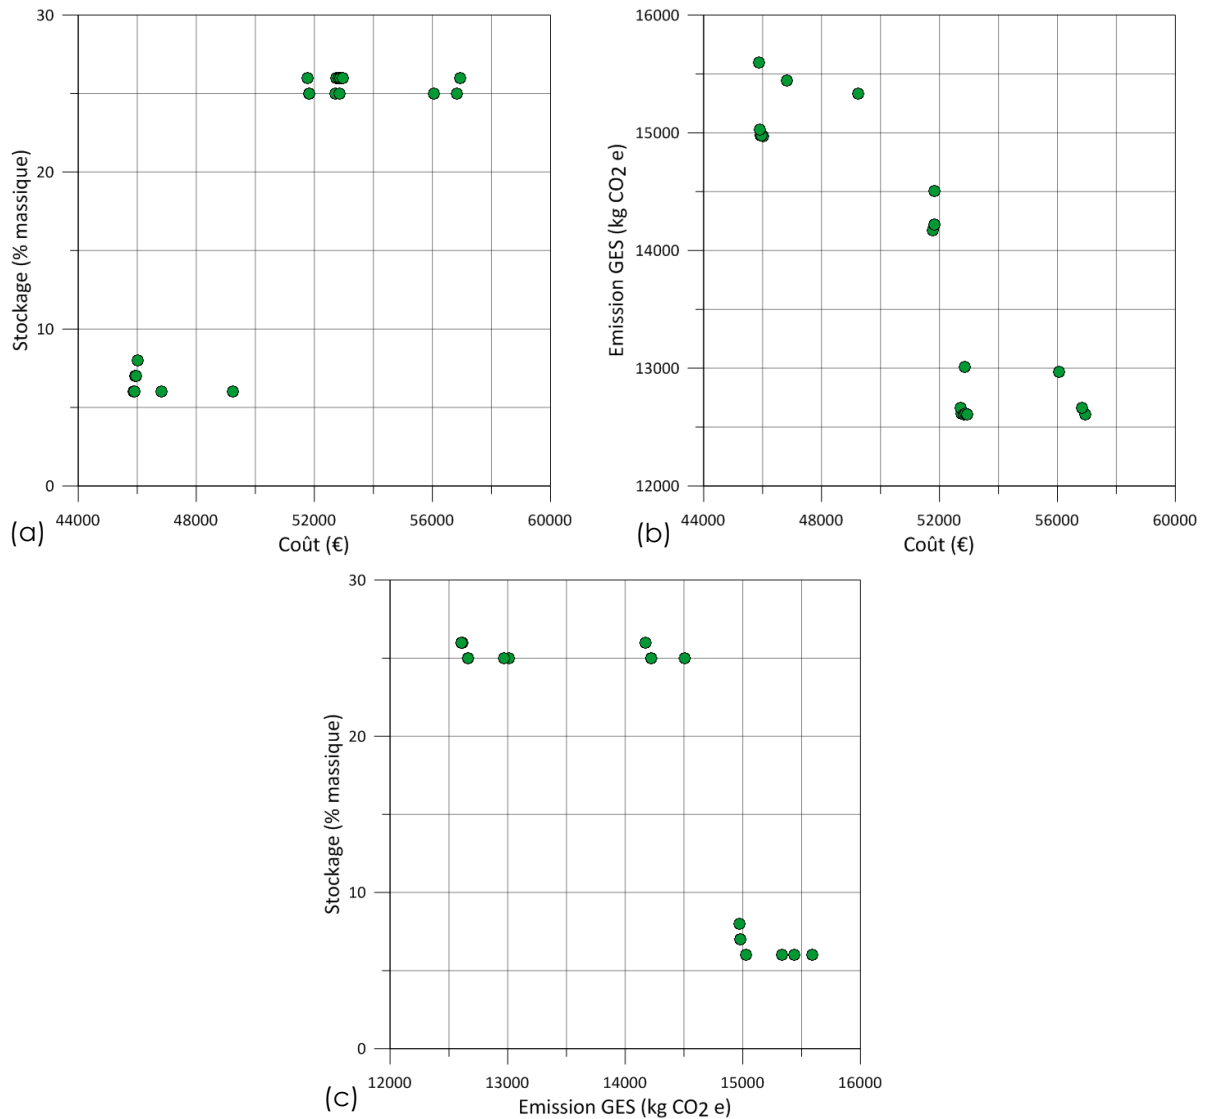 30
20
10
0
Stockage (% massique)
44000 48000 52000 56000 60000
Coût (€)
(a)
16000
15000
14000
13000
12000
Emission GES (kg CO2 e)
44000 48000 52000 56000 60000
Coût (€)
(b)
30
20
10
0
Stockage (% massique)
12000 13000 14000 15000 16000
Emission GES (kg CO2 e)
(c)